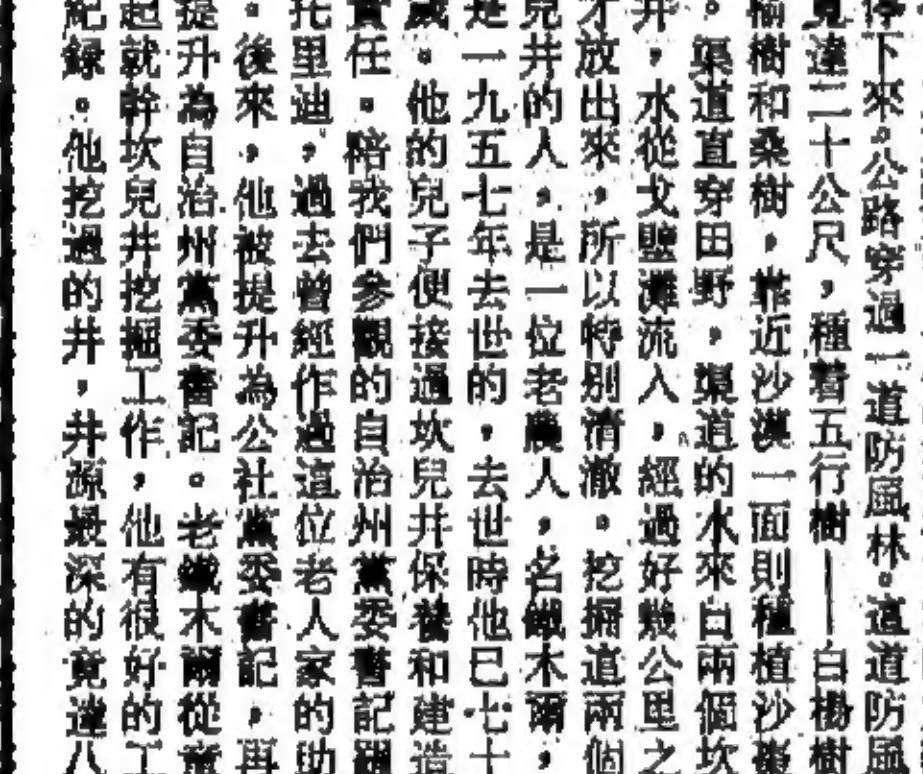 停下來。公路穿過一道防風林。這道防風
寬達二十公尺，種着五行樹——白楊樹
榆樹和桑樹，靠近沙漠一面則種植沙棗
。渠道直穿田野，渠道的水來自兩個坎
井，水從戈壁灘流入，經過好幾公里之
才放出來，所以特别清澈。挖掘這兩個
兒井的人，是一位老農人，名鐵木爾，
是一九五七年去世的，去世時他已七十
歲。他的兒子便接過坎兒井保養和建造
責任。陪我們參觀的自治州黨委書記
托里迪，過去曾經作過這位老人家的助
。後來，他被提升為公社黨委書記，再
提升為自治州黨委書記。老鐵木爾從
起就幹坎兒井挖掘工作，他有很好的工
紀録。他挖過的井，井源最深的竟達八